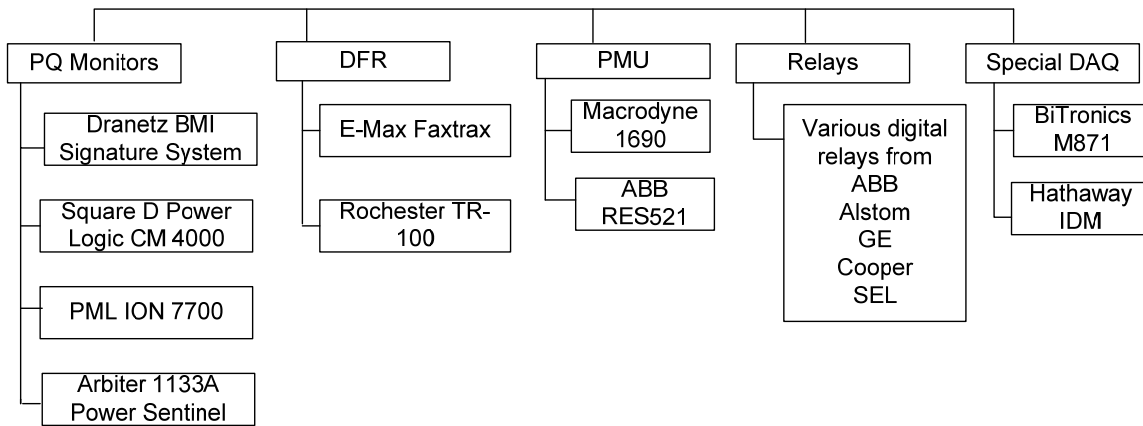 PQ Monitors
DFR
PMU
Relays
Special DAQ
Dranetz BMI
Signature System
Square D Power
Logic CM 4000
PML ION 7700
Arbiter 1133A
Power Sentinel
E-Max Faxtrax
Rochester TR-
100
Macrodyne
1690
ABB
RES521
Various digital
relays from
ABB
Alstom
GE
Cooper
SEL
BiTronics
M871
Hathaway
IDM